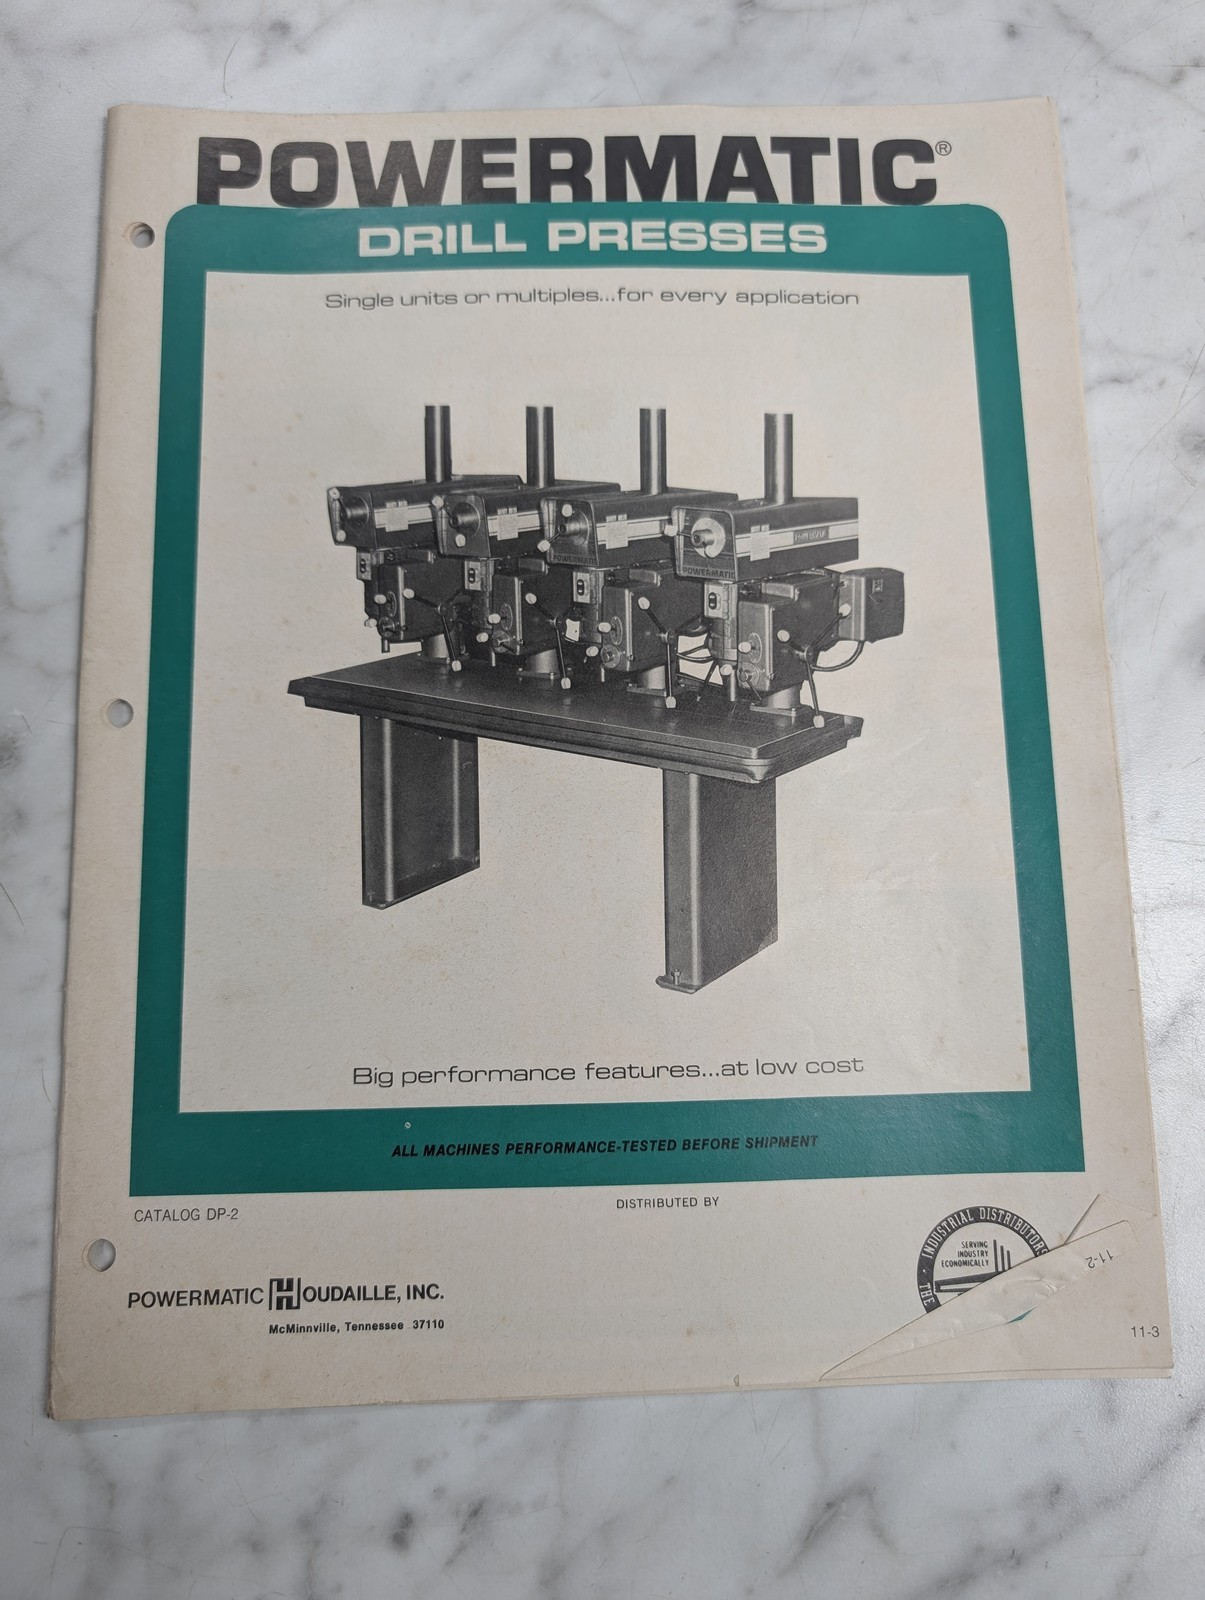 POWERMATIC®
DRILL PRESSES
Single units or multiples...for every application
POWERMATIC
POWERMATIC
Big performance features...at low cost
ALL MACHINES PERFORMANCE-TESTED BEFORE SHIPMENT
CATALOG DP-2
DISTRIBUTED BY
THE INDUSTRIAL DISTRIBUTORS
SERVING
INDUSTRY
ECONOMICALLY
11-2
POWERMATIC HOUDAILLE, INC.
McMinnville, Tennessee 37110
11-3